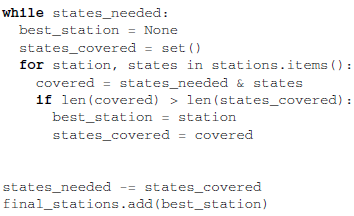 while states_needed:
  best_station = None
  states_covered = set()
  for station, states in stations.items():
    covered = states_needed & states
    if len(covered) > len(states_covered):
      best_station = station
      states_covered = covered
states_needed -= states_covered
final_stations.add(best_station)